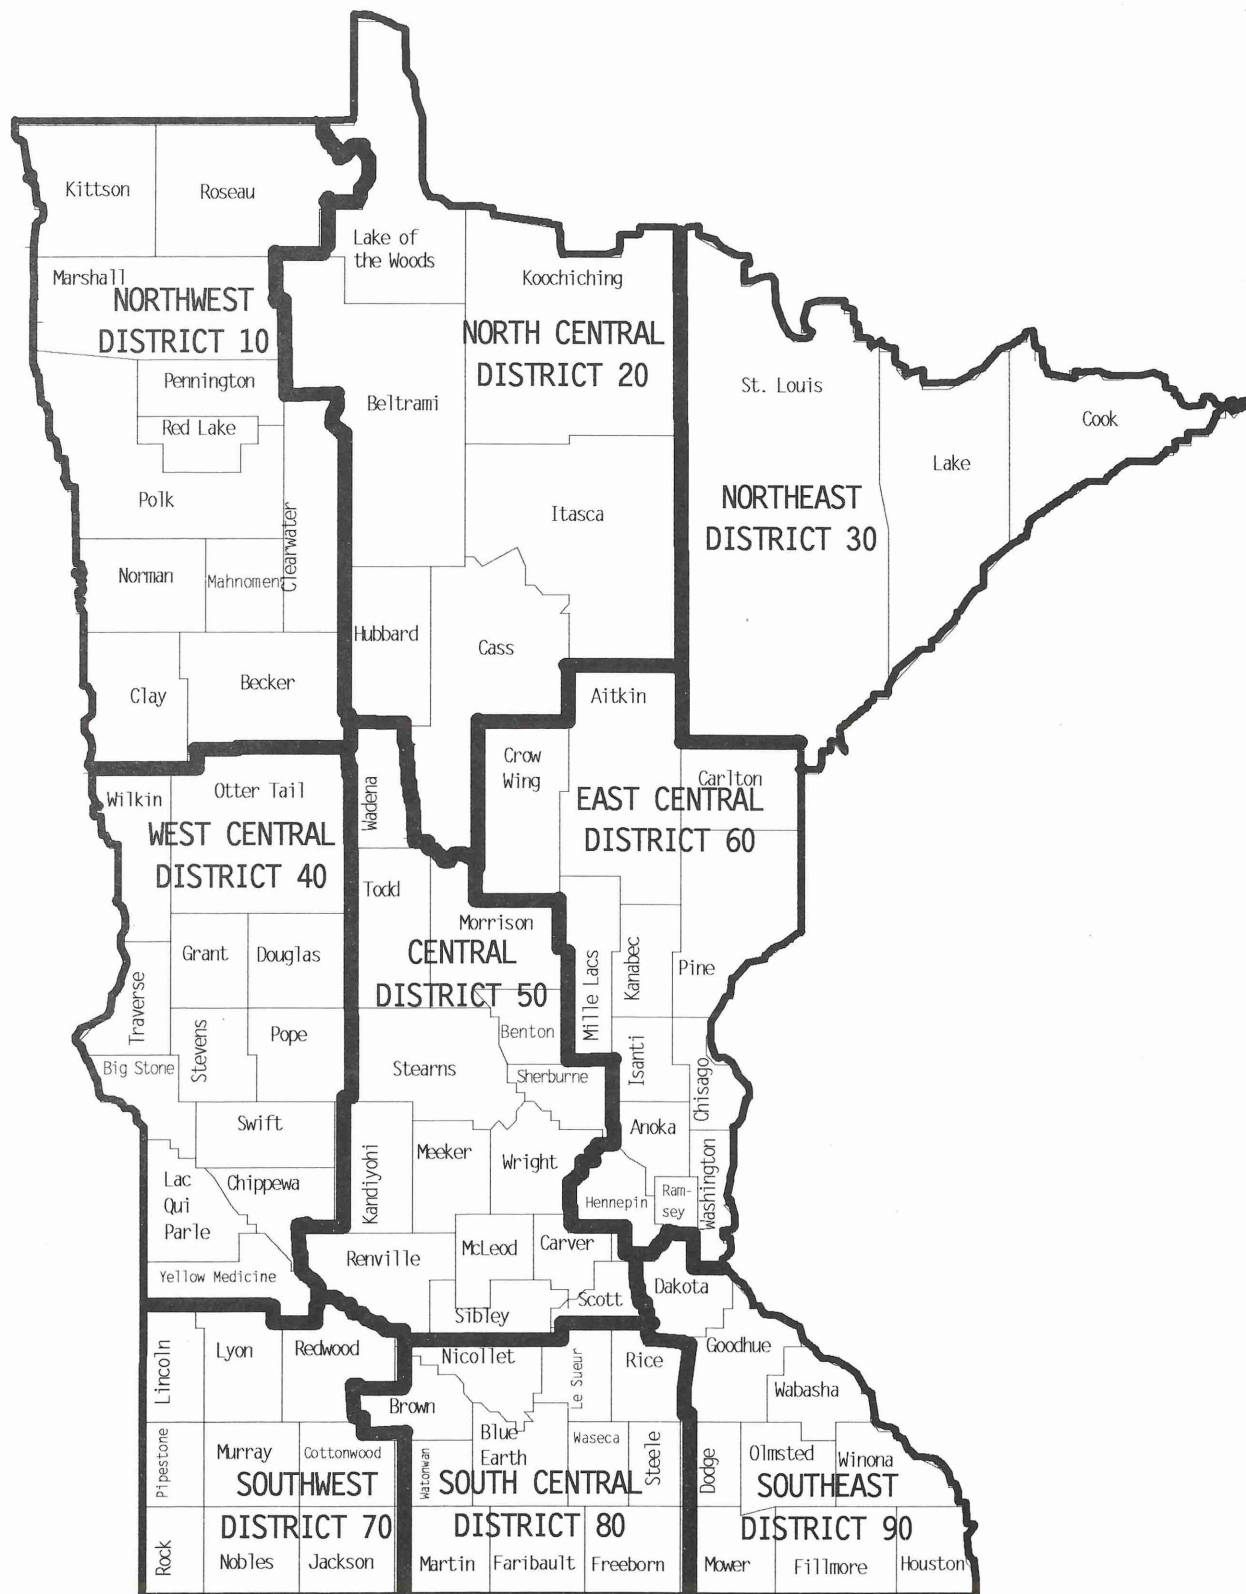 Kittson
Roseau
Lake of
the Woods
Marshall
Koochiching
NORTHWEST
DISTRICT 10
NORTH CENTRAL
DISTRICT 20
Pennington
St. Louis
Beltrami
Cook
Red Lake
Lake
Polk
NORTHEAST
DISTRICT 30
Itasca
Clearwater
Norman
Mahnomen
Hubbard
Cass
Clay
Becker
Aitkin
Crow
Wing
Carlton
Wilkin
Otter Tail
Wadena
EAST CENTRAL
DISTRICT 60
WEST CENTRAL
DISTRICT 40
Todd
Morrison
Grant
Douglas
CENTRAL
DISTRICT 50
Mille Lacs
Kanabec
Pine
Traverse
Stevens
Pope
Benton
Isanti
Chisago
Big Stone
Stearns
Sherburne
Swift
Anoka
Kandiyohi
Meeker
Wright
Washington
Lac
Qui
Parle
Chippewa
Hennepin
Ram-
sey
Renville
McLeod
Carver
Yellow Medicine
Dakota
Sibley
Scott
Lincoln
Lyon
Redwood
Nicollet
Le Sueur
Rice
Goodhue
Brown
Wabasha
Pipestone
Murray
Cottonwood
Watonwan
Blue
Earth
Waseca
Steele
Dodge
Olmsted
Winona
SOUTHWEST
DISTRICT 70
SOUTH CENTRAL
DISTRICT 80
SOUTHEAST
DISTRICT 90
Rock
Nobles
Jackson
Martin
Faribault
Freeborn
Mower
Fillmore
Houston